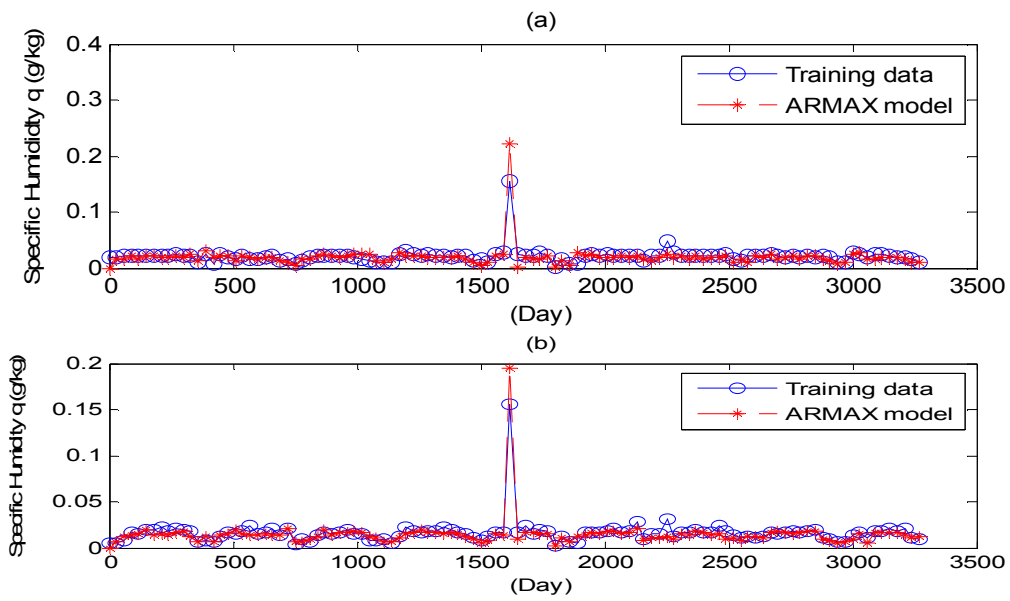 (a)
Specific Humididty q (g/kg)
0.4
0.3
0.2
0.1
0
Training data
ARMAX model
0 500 1000 1500 2000 2500 3000 3500
(Day)
(b)
Specific Humidty q(g/kg)
0.2
0.15
0.1
0.05
0
Training data
ARMAX model
0 500 1000 1500 2000 2500 3000 3500
(Day)